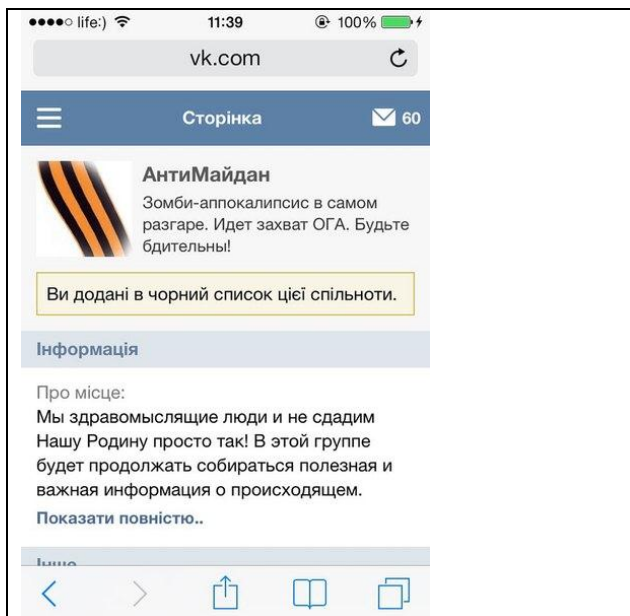 life:) 11:39 100%
vk.com
Сторінка 60
АнтиМайдан
Зомби-аппокалипсис в самом
разгаре. Идет захват ОГА. Будьте
бдительны!
Ви додані в чорний список цієї спільноти.
Інформація
Про місце:
Мы здравомыслящие люди и не сдадим
Нашу Родину просто так! В этой группе
будет продолжать собираться полезная и
важная информация о происходящем.
Показати повністю..
Інше